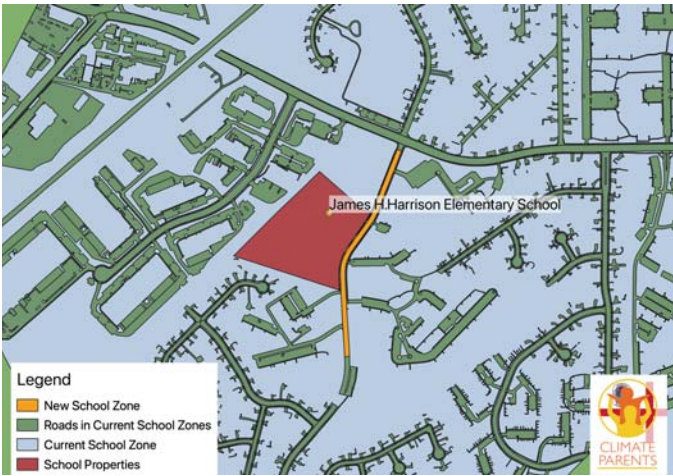 James H.Harrison Elementary School
Legend
New School Zone
Roads in Current School Zones
Current School Zone
School Properties
CLIMATE
PARENTS